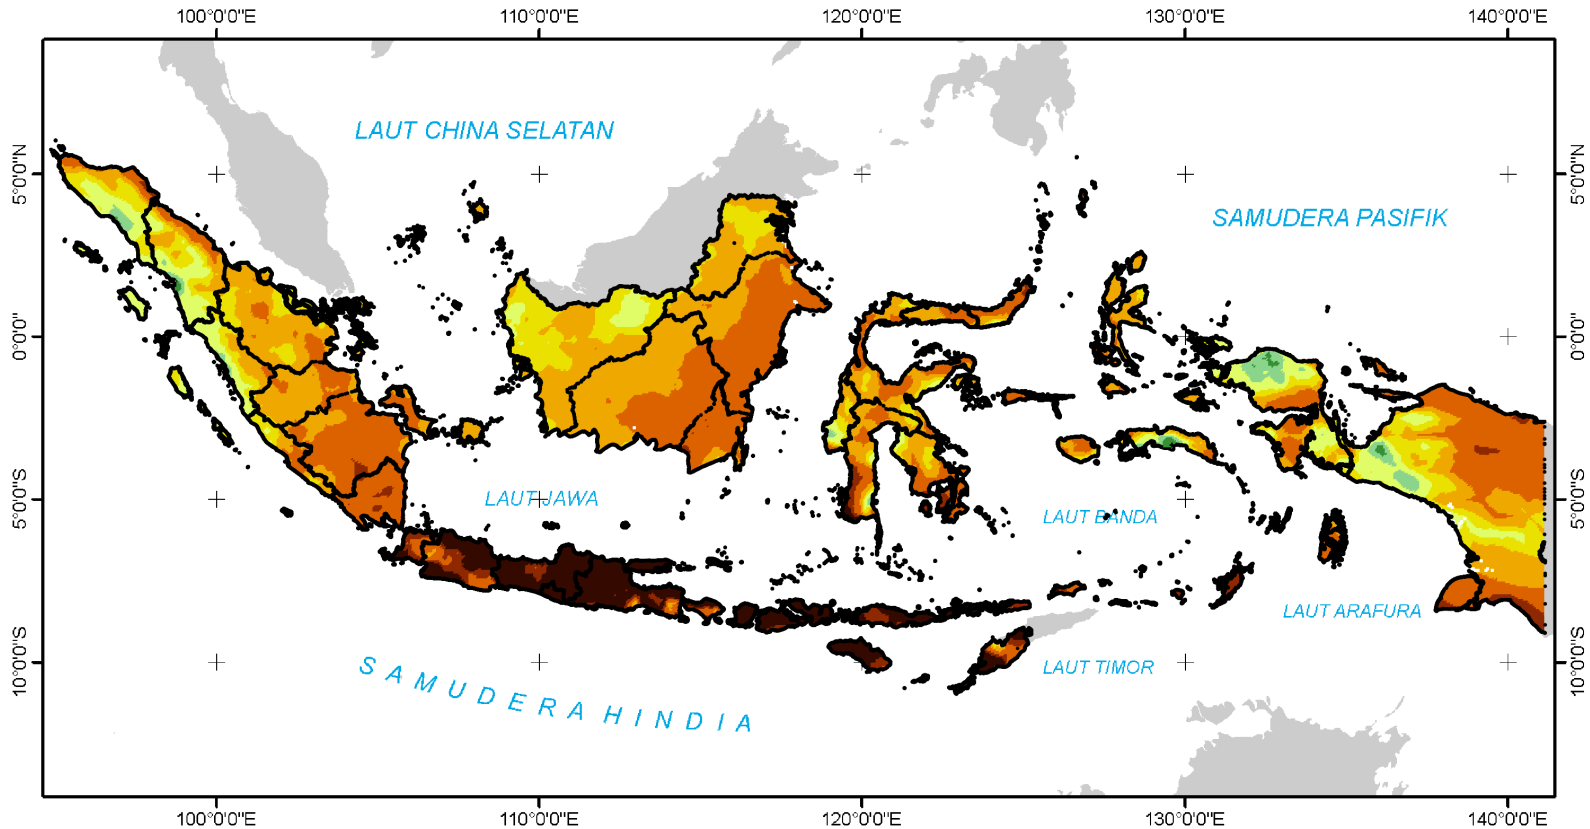 100°0'0"E 110°0'0"E 120°0'0"E 130°0'0"E 140°0'0"E
LAUT CHINA SELATAN
5°0'0"N 5°0'0"N
SAMUDERA PASIFIK
0°0'0" 0°0'0"
5°0'0"S 5°0'0"S
LAUT JAWA
LAUT BANDA
LAUT ARAFURA
10°0'0"S 10°0'0"S
LAUT TIMOR
SAMUDERA HINDIA
100°0'0"E 110°0'0"E 120°0'0"E 130°0'0"E 140°0'0"E